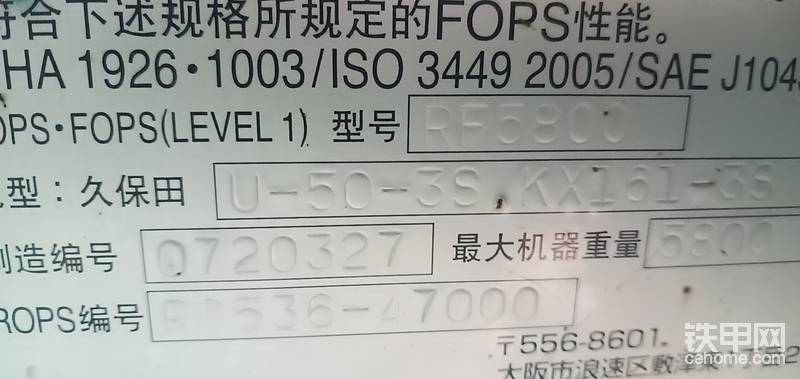 符合下述规格所规定的FOPS性能。
HA 1926・1003/ISO 3449 2005/SAE J104
OPS・FOPS(LEVEL 1) 型号 RF5800
型：久保田 U-50-3S,KX161-3S
制造编号 0720327 最大机器重量 5800
ROPS编号 536-47000
〒556-8601
大阪市浪速区敷津東
铁甲网
cehome.com